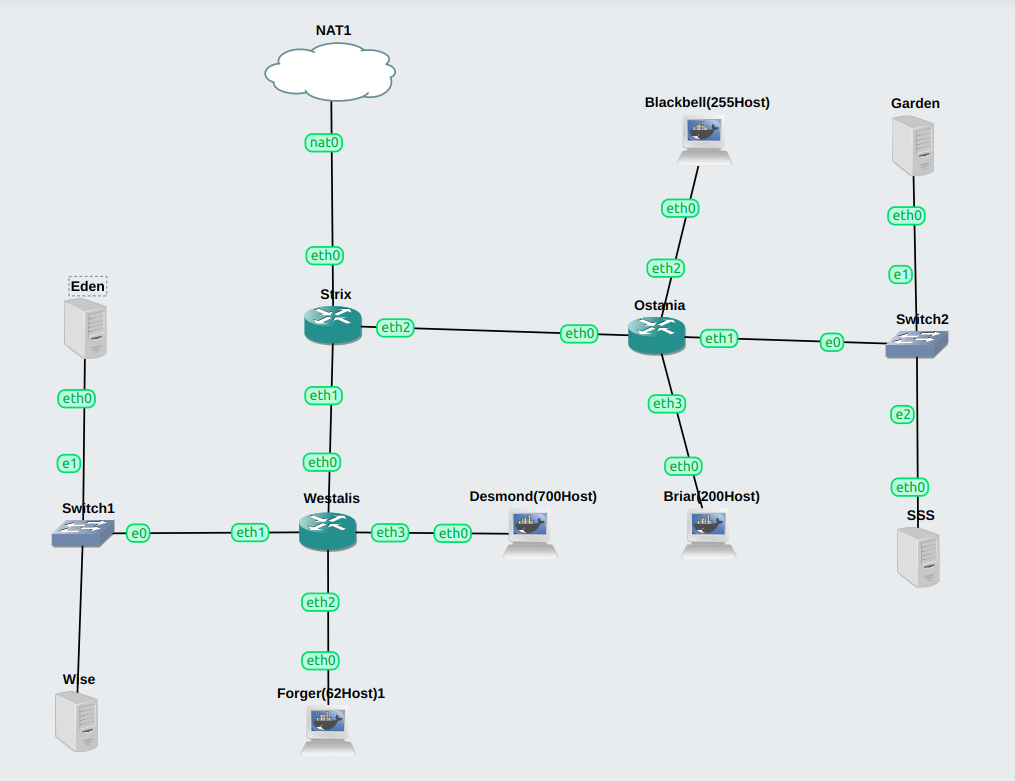 NAT1
nat0
eth0
Strix
eth2
eth1
eth0
Westalis
Blackbell(255Host)
eth0
eth2
Ostania
eth0
eth1
eth3
eth0
Briar(200Host)
Garden
eth0
e1
Switch2
e0
e2
eth0
SSS
Eden
eth0
e1
Switch1
e0
eth1
eth3
eth0
Desmond(700Host)
eth2
eth0
Forger(62Host)1
Wise